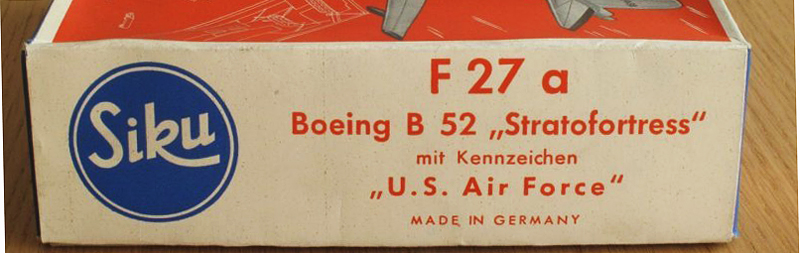 Siku
F 27 a
Boeing B 52 „Stratofortress“
mit Kennzeichen
„U.S. Air Force“
MADE IN GERMANY